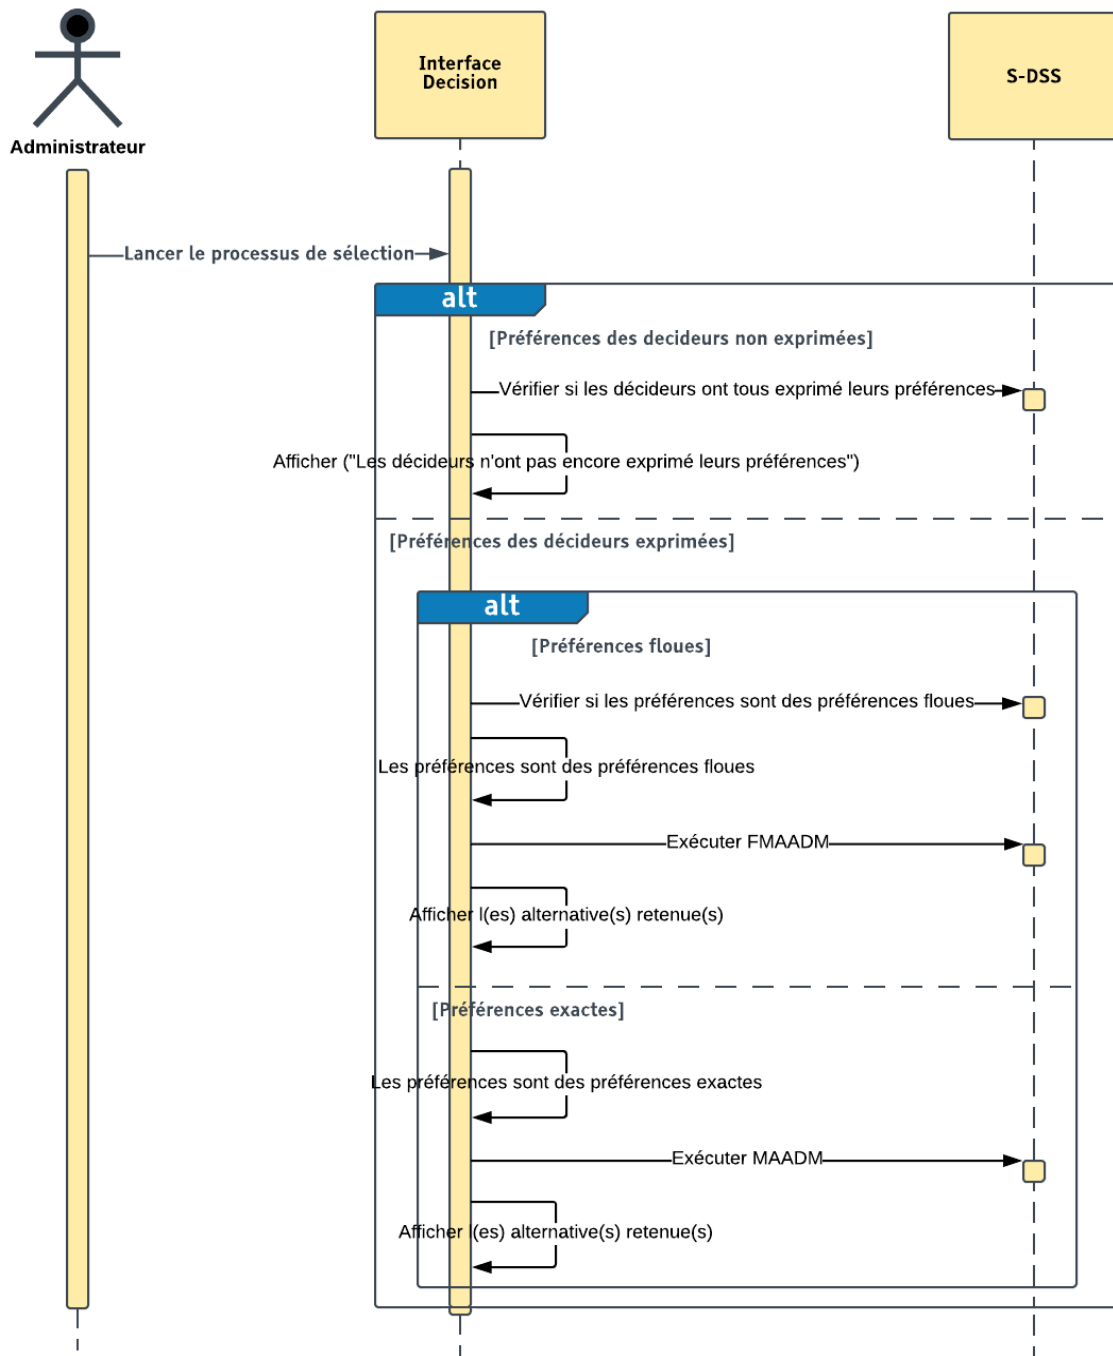 Administrateur
Interface
Decision
S-DSS
Lancer le processus de sélection
alt
[Préférences des decideurs non exprimées]
Vérifier si les décideurs ont tous exprimé leurs préférences
Afficher ("Les décideurs n'ont pas encore exprimé leurs préférences")
[Préférences des décideurs exprimées]
alt
[Préférences floues]
Vérifier si les préférences sont des préférences floues
Les préférences sont des préférences floues
Exécuter FMAADM
Afficher l(es) alternative(s) retenue(s)
[Préférences exactes]
Les préférences sont des préférences exactes
Exécuter MAADM
Afficher l(es) alternative(s) retenue(s)